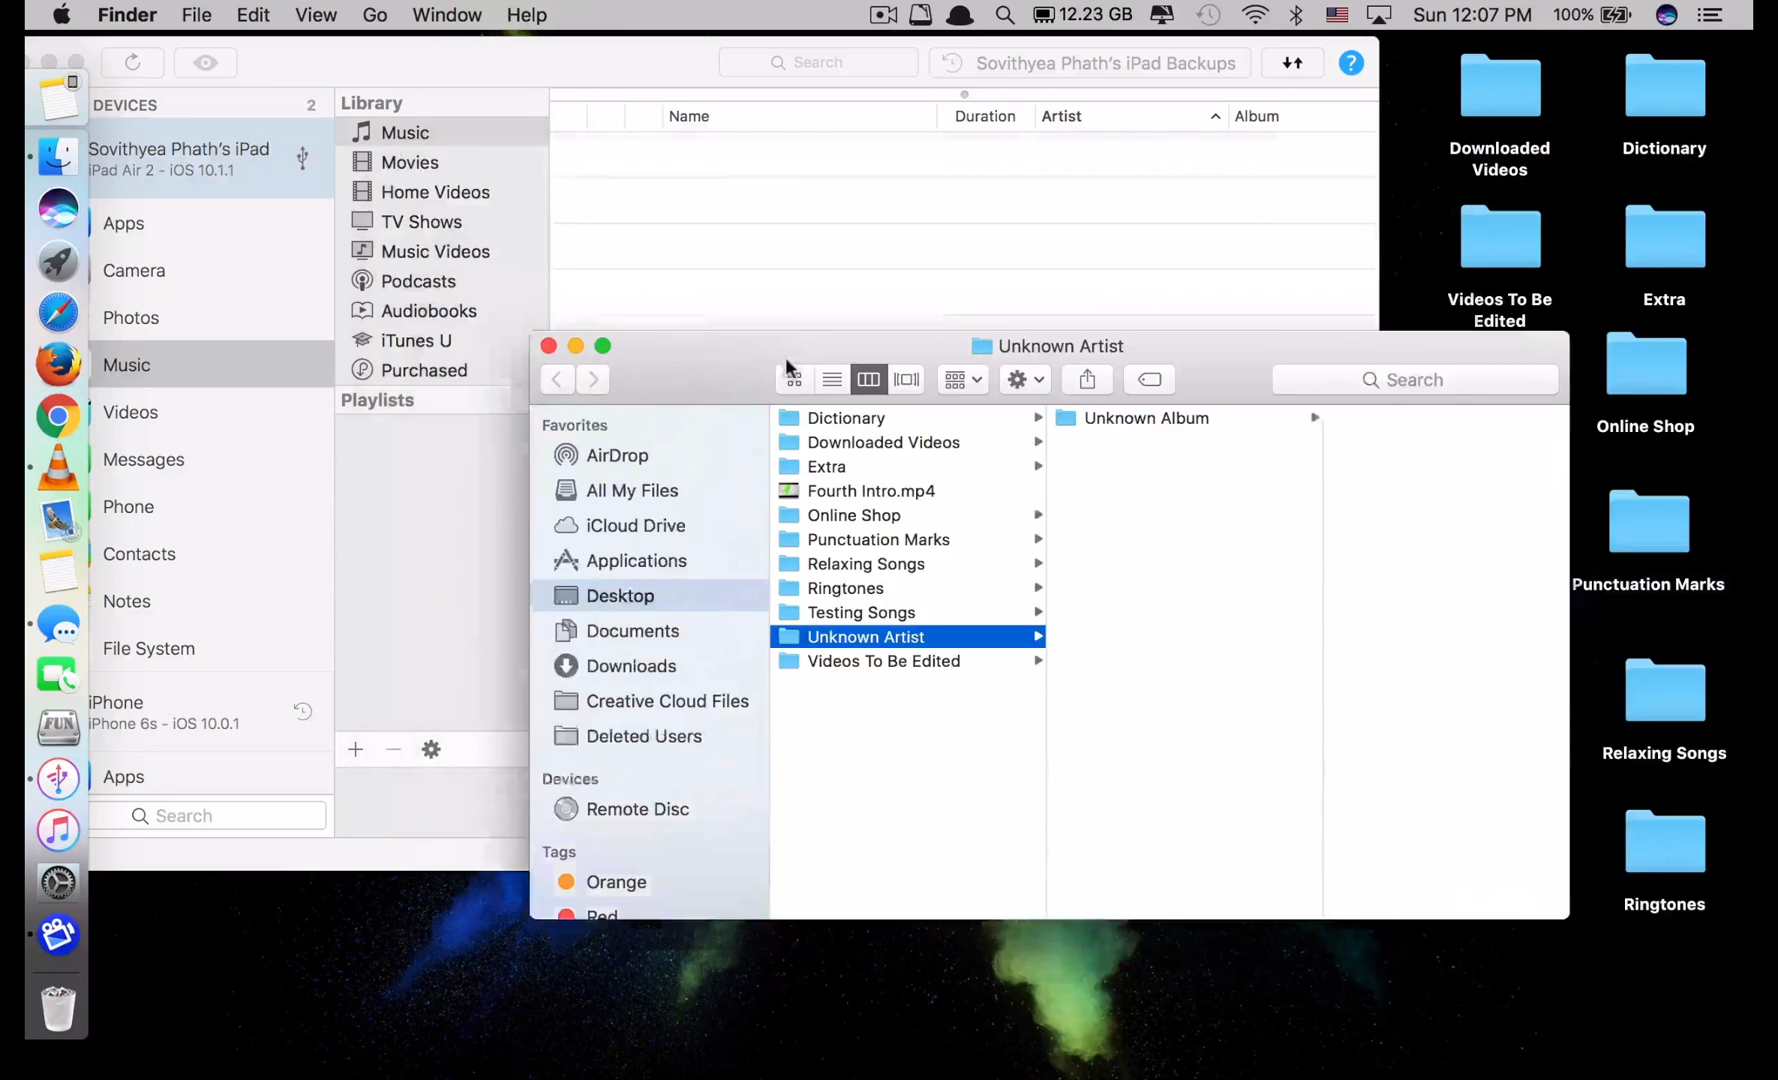 Finder File Edit View Go Window Help 12.23 GB Sun 12:07 PM 100%
Search Sovithyea Phath's iPad Backups ?
DEVICES 2
Sovithyea Phath's iPad
iPad Air 2 - iOS 10.1.1
Apps
Camera
Photos
Music
Videos
Messages
Phone
Contacts
Notes
File System
iPhone
iPhone 6s - iOS 10.0.1
Apps
Search
Library
Music
Movies
Home Videos
TV Shows
Music Videos
Podcasts
Audiobooks
iTunes U
Purchased
Playlists
Name Duration Artist Album
Unknown Artist
Search
Favorites
AirDrop
All My Files
iCloud Drive
Applications
Desktop
Documents
Downloads
Creative Cloud Files
Deleted Users
Devices
Remote Disc
Tags
Orange
Red
Dictionary
Downloaded Videos
Extra
Fourth Intro.mp4
Online Shop
Punctuation Marks
Relaxing Songs
Ringtones
Testing Songs
Unknown Artist
Videos To Be Edited
Unknown Album
Downloaded
Videos
Dictionary
Videos To Be
Edited
Extra
Online Shop
Punctuation Marks
Relaxing Songs
Ringtones
FUN